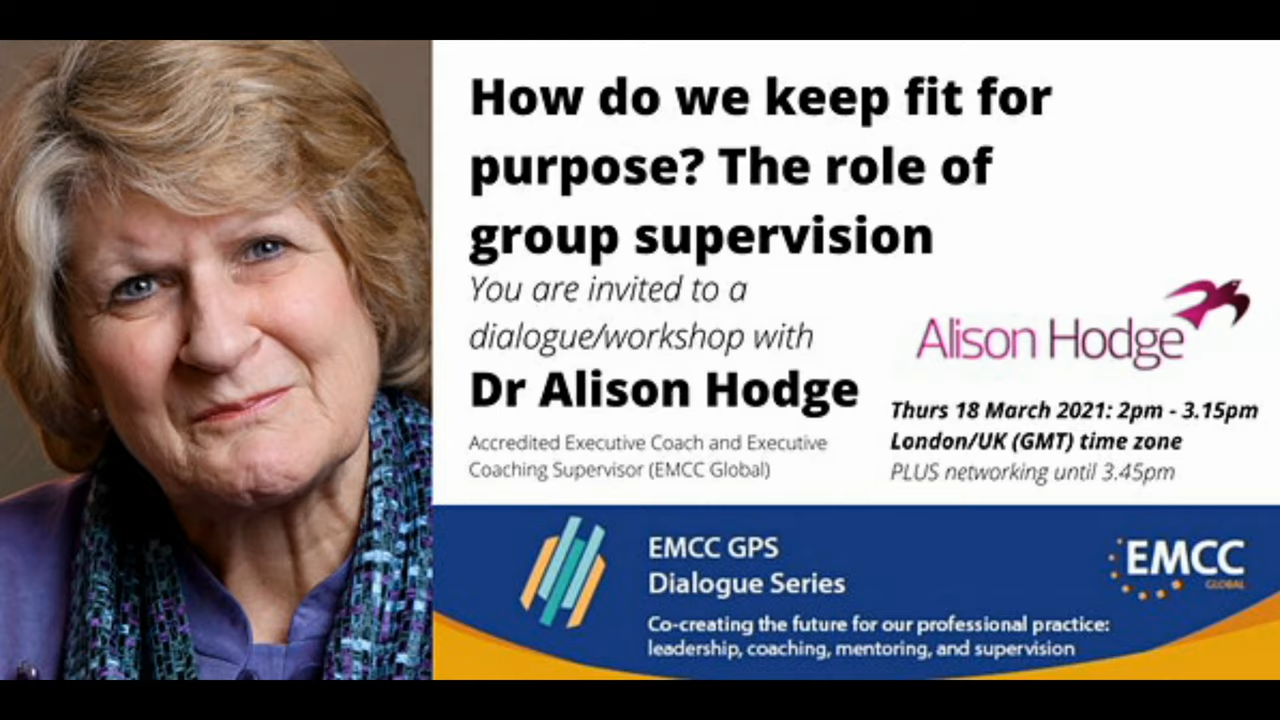 How do we keep fit for
purpose? The role of
group supervision
You are invited to a
dialogue/workshop with
Dr Alison Hodge
Accredited Executive Coach and Executive
Coaching Supervisor (EMCC Global)
Alison Hodge
Thurs 18 March 2021: 2pm - 3.15pm
London/UK (GMT) time zone
PLUS networking until 3.45pm
EMCC GPS
Dialogue Series
Co-creating the future for our professional practice:
leadership, coaching, mentoring, and supervision
EMCC
GLOBAL